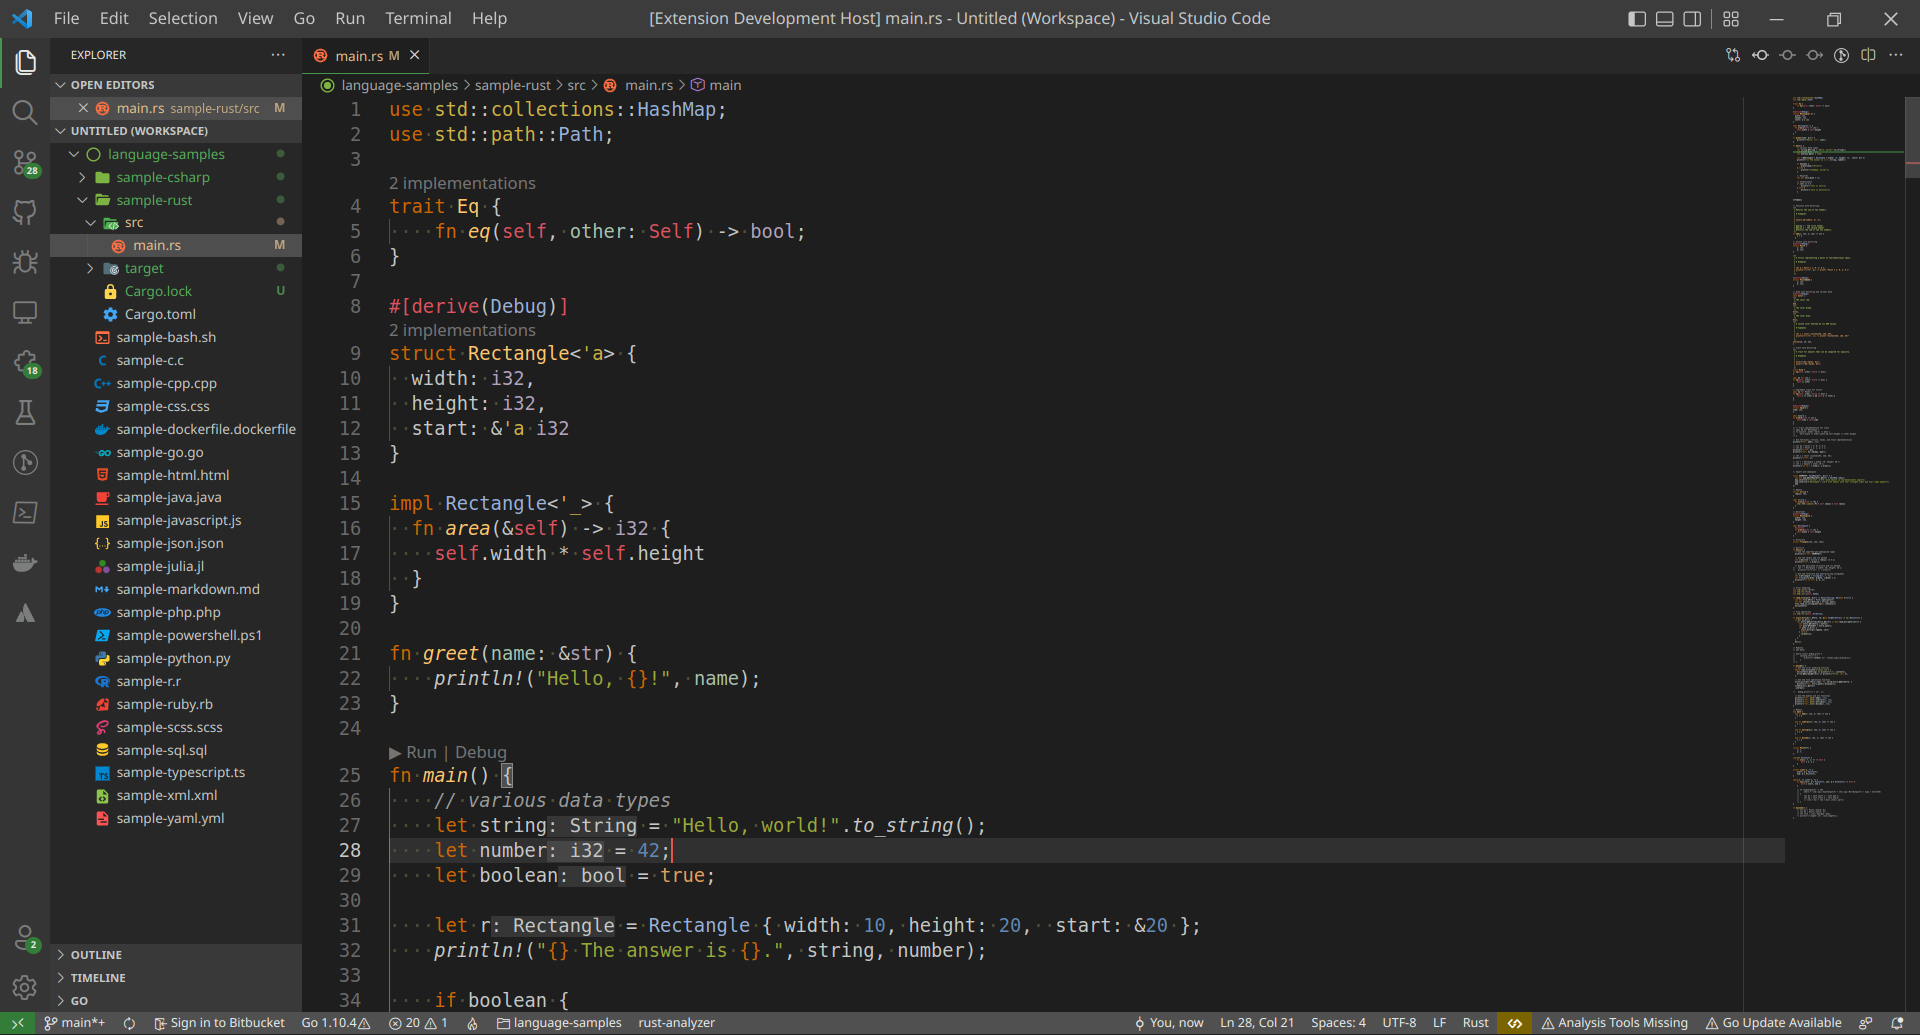 File Edit Selection View Go Run Terminal Help [Extension Development Host] main.rs - Untitled (Workspace) - Visual Studio Code
EXPLORER
main.rs M
OPEN EDITORS
main.rs sample-rust/src M
UNTITLED (WORKSPACE)
language-samples
sample-csharp
sample-rust
src
main.rs M
target
Cargo.lock U
Cargo.toml
sample-bash.sh
sample-c.c
sample-cpp.cpp
sample-css.css
sample-dockerfile.dockerfile
sample-go.go
sample-html.html
sample-java.java
sample-javascript.js
sample-json.json
sample-julia.jl
sample-markdown.md
sample-php.php
sample-powershell.ps1
sample-python.py
sample-r.r
sample-ruby.rb
sample-scss.scss
sample-sql.sql
sample-typescript.ts
sample-xml.xml
sample-yaml.yml
OUTLINE
TIMELINE
GO
28
18
2
language-samples > sample-rust > src > main.rs > main
1 use std::collections::HashMap;
2 use std::path::Path;
3
2 implementations
4 trait Eq {
5 fn eq(self, other: Self) -> bool;
6 }
7
8 #[derive(Debug)]
2 implementations
9 struct Rectangle<'a> {
10 width: i32,
11 height: i32,
12 start: &'a i32
13 }
14
15 impl Rectangle<'_> {
16 fn area(&self) -> i32 {
17 self.width * self.height
18 }
19 }
20
21 fn greet(name: &str) {
22 println!("Hello, {}!", name);
23 }
24
▶ Run | Debug
25 fn main() {
26 // various data types
27 let string: String = "Hello, world!".to_string();
28 let number: i32 = 42;
29 let boolean: bool = true;
30
31 let r: Rectangle = Rectangle { width: 10, height: 20, start: &20 };
32 println!("{} The answer is {}.", string, number);
33
34 if boolean {
main*+ Sign in to Bitbucket Go 1.10.4 20 1 language-samples rust-analyzer You, now Ln 28, Col 21 Spaces: 4 UTF-8 LF Rust Analysis Tools Missing Go Update Available